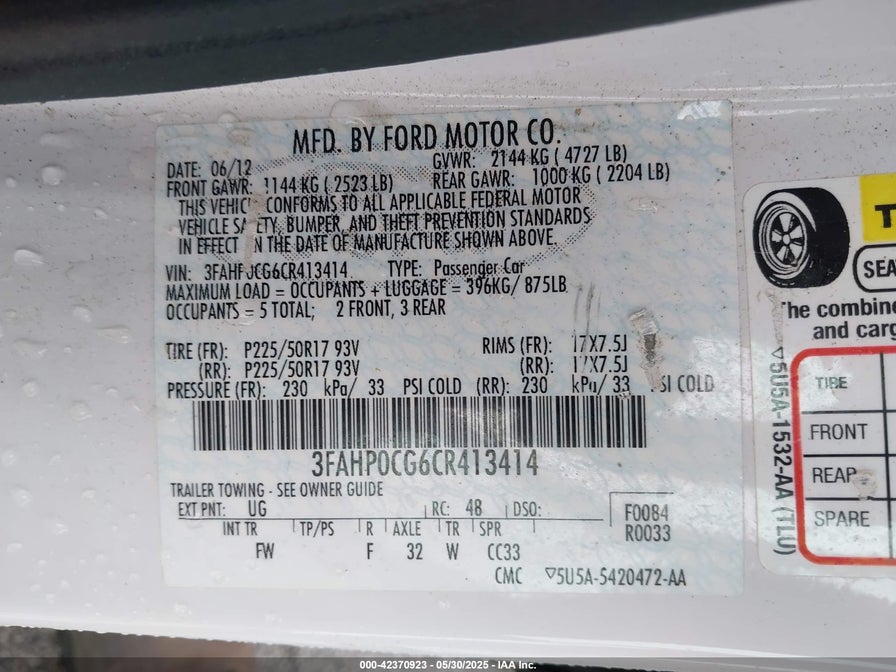 MFD. BY FORD MOTOR CO.
DATE: 06/12 GVWR: 2144 KG ( 4727 LB)
FRONT GAWR: 1144 KG ( 2523 LB) REAR GAWR: 1000 KG ( 2204 LB)
THIS VEHIC CONFORMS TO ALL APPLICABLE FEDERAL MOTOR
VEHICLE SA ETY, BUMPER, AND THEFT PREVENTION STANDARDS
IN EFFECT N THE DATE OF MANUFACTURE SHOWN ABOVE.
VIN: 3FAHP0CG6CR413414 TYPE: Passenger Car
MAXIMUM LOAD = OCCUPANTS + LUGGAGE = 396KG/ 875LB
OCCUPANTS = 5 TOTAL; 2 FRONT, 3 REAR
TIRE (FR): P225/50R17 93V RIMS (FR): 17X7.5J
(RR): P225/50R17 93V (RR): 17X7.5J
PRESSURE (FR): 230 kPa/ 33 PSI COLD (RR): 230 kPa/ 33 PSI COLD
3FAHP0CG6CR413414
TRAILER TOWING - SEE OWNER GUIDE
EXT PNT: UG RC: 48 DSO: F0084
R0033
INT TR TP/PS R AXLE TR SPR
FW F 32 W CC33
CMC ▽5U5A-5420472-AA
SEA
The combine
and carg
TIRE
FRONT
REAR
SPARE
▽5U5A-1532-AA (TLU)
000-42370923 - 05/30/2025 - IAA Inc.